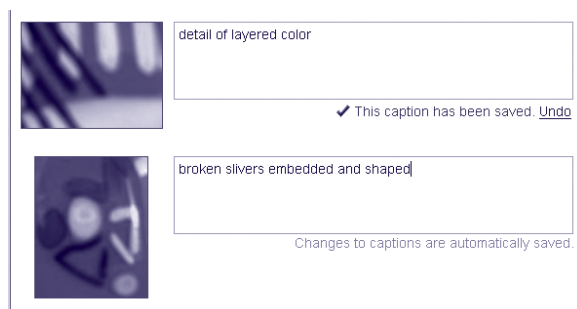 detail of layered color
This caption has been saved. Undo
broken slivers embedded and shaped
Changes to captions are automatically saved.